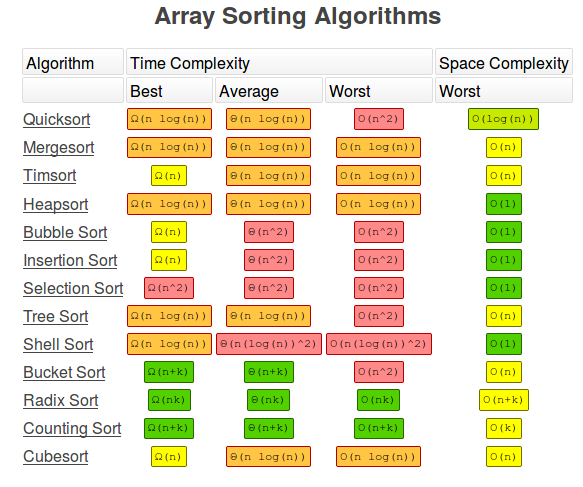 Array Sorting Algorithms
Algorithm Time Complexity Space Complexity
Best Average Worst Worst
Quicksort Ω(n log(n)) Θ(n log(n)) O(n^2) O(log(n))
Mergesort Ω(n log(n)) Θ(n log(n)) O(n log(n)) O(n)
Timsort Ω(n) Θ(n log(n)) O(n log(n)) O(n)
Heapsort Ω(n log(n)) Θ(n log(n)) O(n log(n)) O(1)
Bubble Sort Ω(n) Θ(n^2) O(n^2) O(1)
Insertion Sort Ω(n) Θ(n^2) O(n^2) O(1)
Selection Sort Ω(n^2) Θ(n^2) O(n^2) O(1)
Tree Sort Ω(n log(n)) Θ(n log(n)) O(n^2) O(n)
Shell Sort Ω(n log(n)) Θ(n(log(n))^2) O(n(log(n))^2) O(1)
Bucket Sort Ω(n+k) Θ(n+k) O(n^2) O(n)
Radix Sort Ω(nk) Θ(nk) O(nk) O(n+k)
Counting Sort Ω(n+k) Θ(n+k) O(n+k) O(k)
Cubesort Ω(n) Θ(n log(n)) O(n log(n)) O(n)